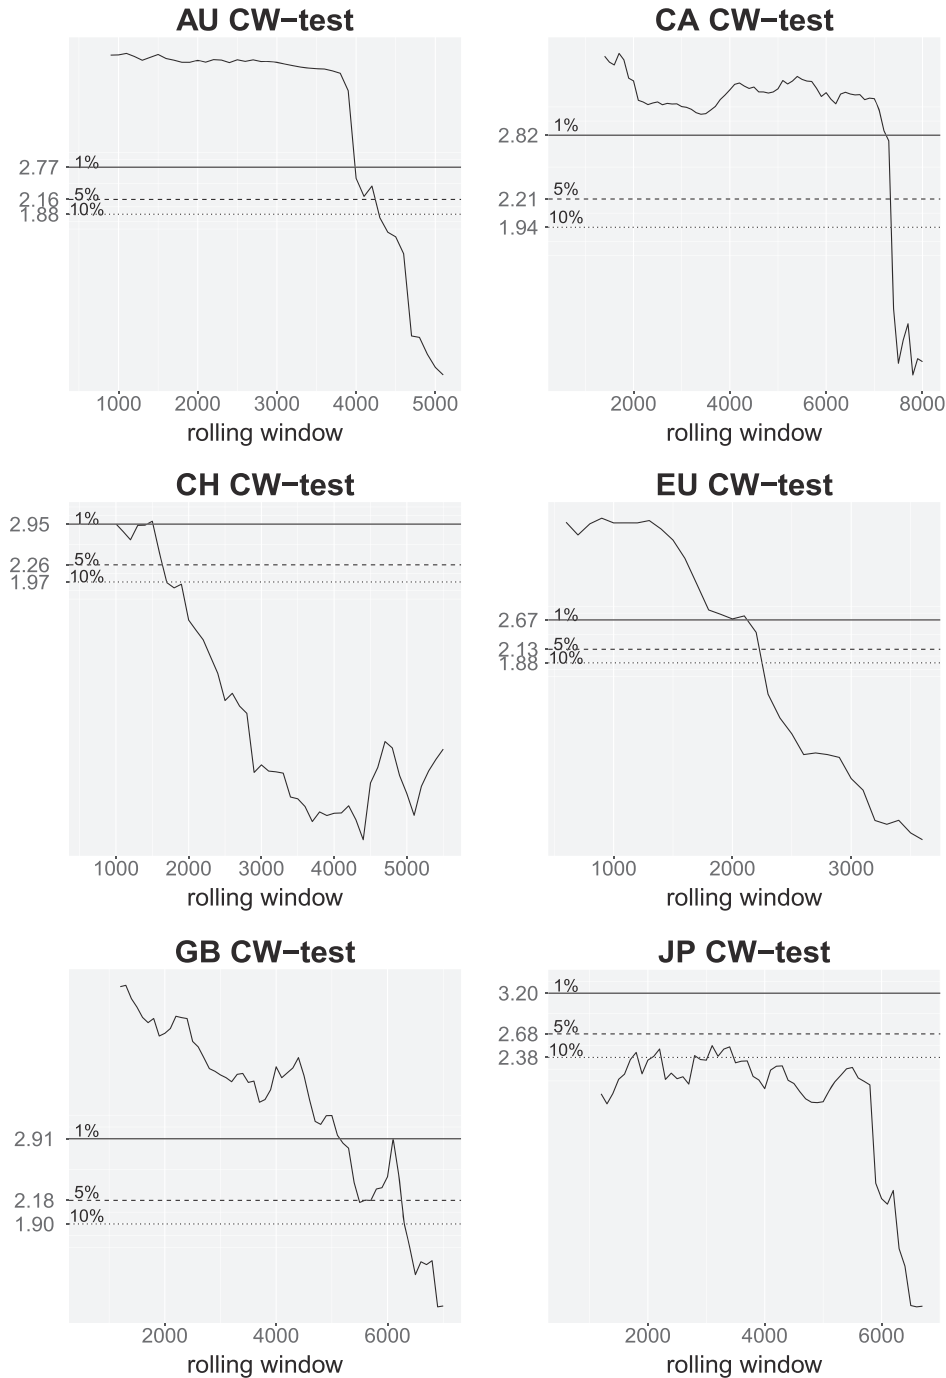 AU CW−test
2.77
1%
2.16
5%
1.88
10%
1000 2000 3000 4000 5000
rolling window
CA CW−test
2.82
1%
2.21
5%
1.94
10%
2000 4000 6000 8000
rolling window
CH CW−test
2.95
1%
2.26
5%
1.97
10%
1000 2000 3000 4000 5000
rolling window
EU CW−test
2.67
1%
2.13
5%
1.88
10%
1000 2000 3000
rolling window
GB CW−test
2.91
1%
2.18
5%
1.90
10%
2000 4000 6000
rolling window
JP CW−test
3.20
1%
2.68
5%
2.38
10%
2000 4000 6000
rolling window